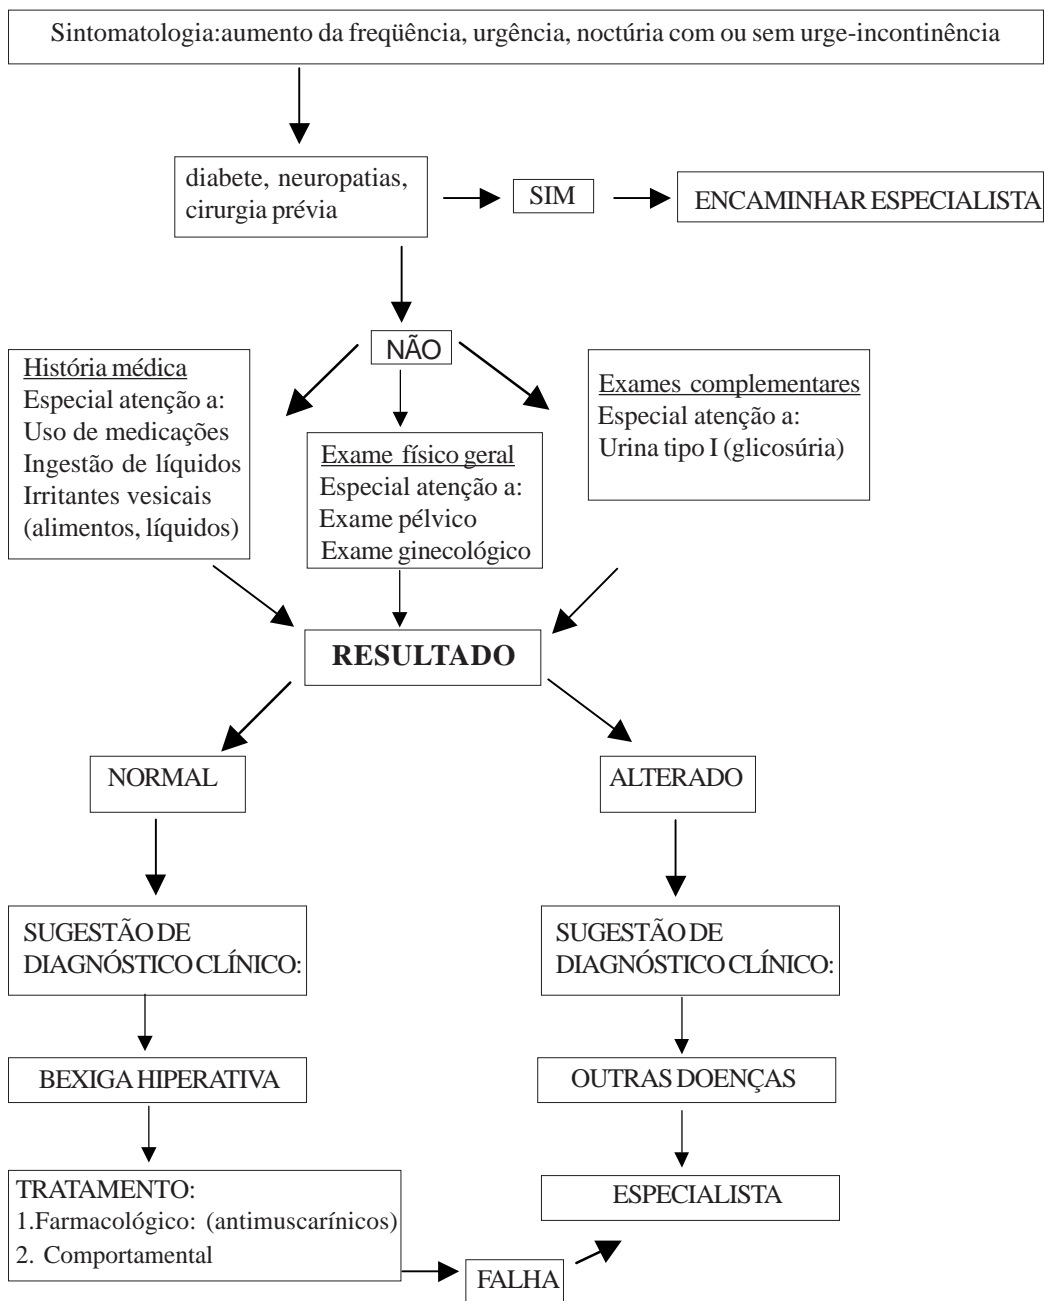 Sintomatologia:aumento da freqüência, urgência, noctúria com ou sem urge-incontinência
diabete, neuropatias,
cirurgia prévia
SIM
ENCAMINHAR ESPECIALISTA
NÃO
História médica
Especial atenção a:
Uso de medicações
Ingestão de líquidos
Irritantes vesicais
(alimentos, líquidos)
Exame físico geral
Especial atenção a:
Exame pélvico
Exame ginecológico
Exames complementares
Especial atenção a:
Urina tipo I (glicosúria)
RESULTADO
NORMAL
ALTERADO
SUGESTÃO DE
DIAGNÓSTICO CLÍNICO:
SUGESTÃO DE
DIAGNÓSTICO CLÍNICO:
BEXIGA HIPERATIVA
OUTRAS DOENÇAS
TRATAMENTO:
1.Farmacológico: (antimuscarínicos)
2. Comportamental
ESPECIALISTA
FALHA